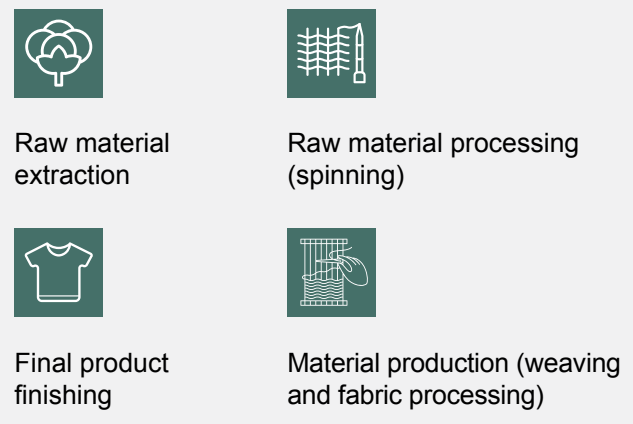 Raw material
extraction
Raw material processing
(spinning)
Final product
finishing
Material production (weaving
and fabric processing)